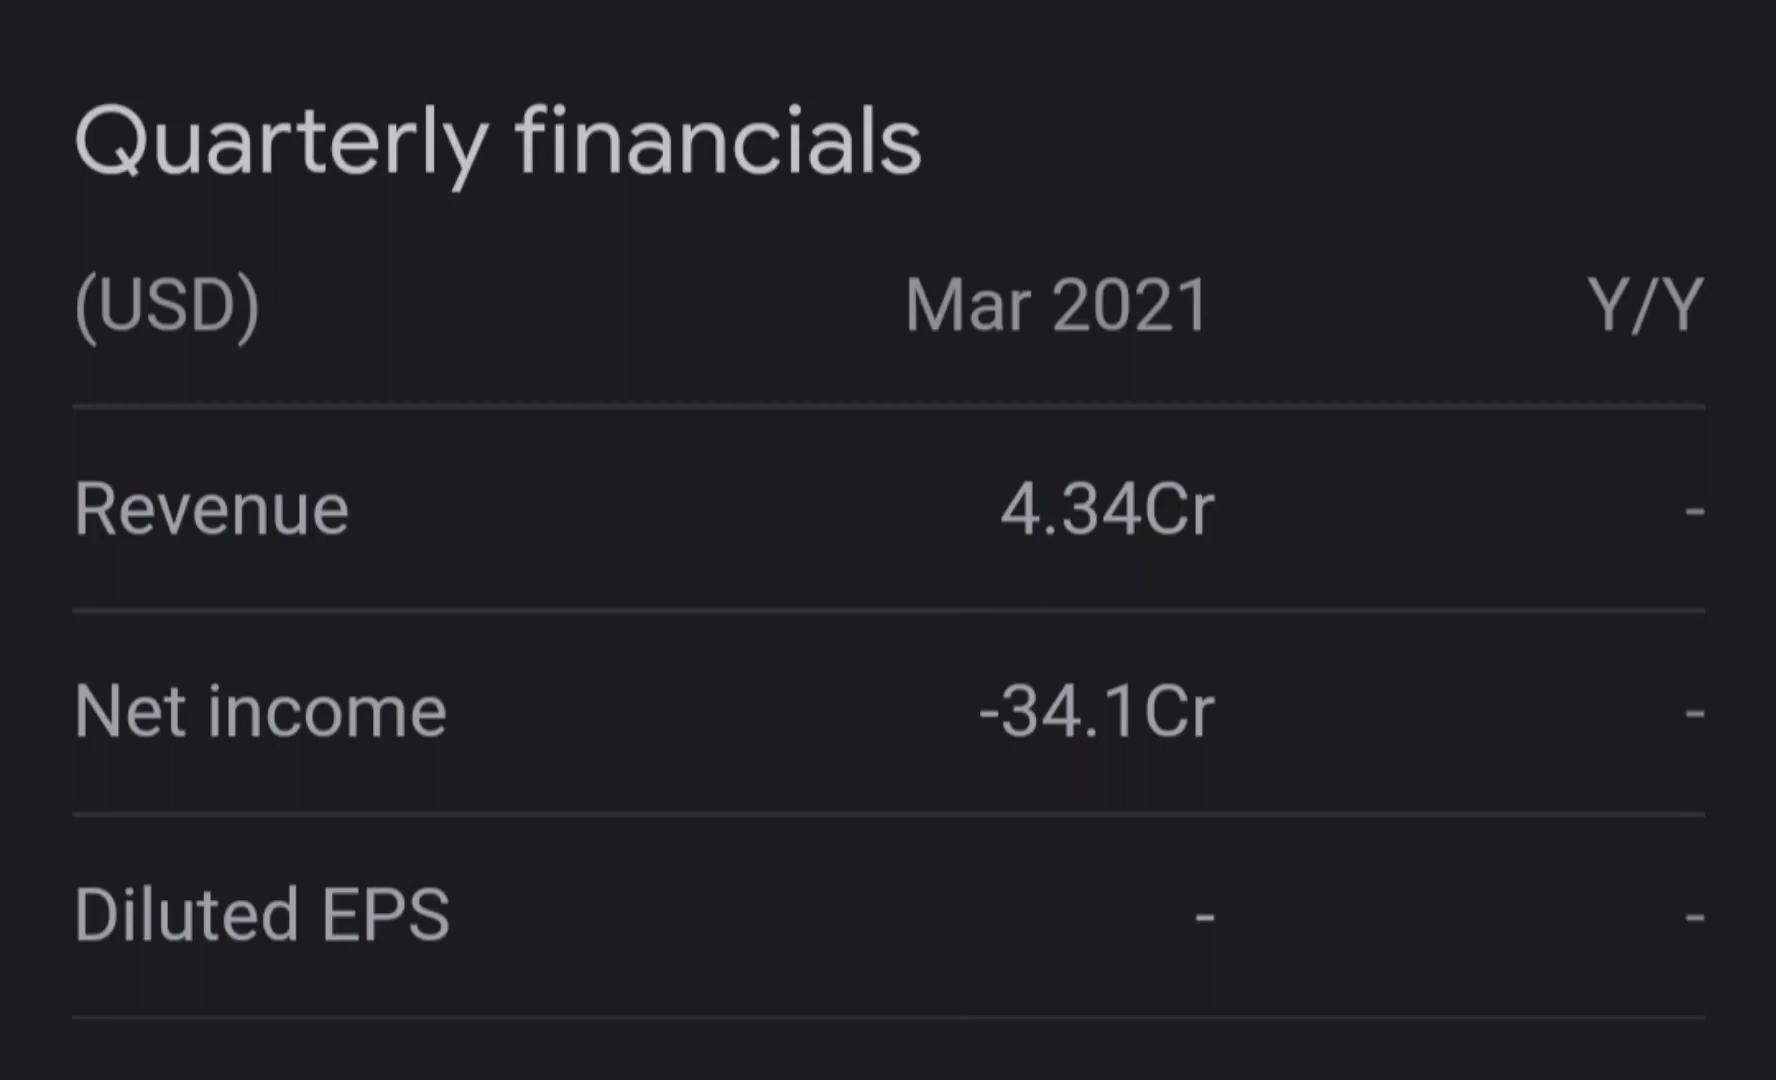 Quarterly financials
(USD) Mar 2021 Y/Y
Revenue 4.34Cr -
Net income -34.1Cr -
Diluted EPS - -